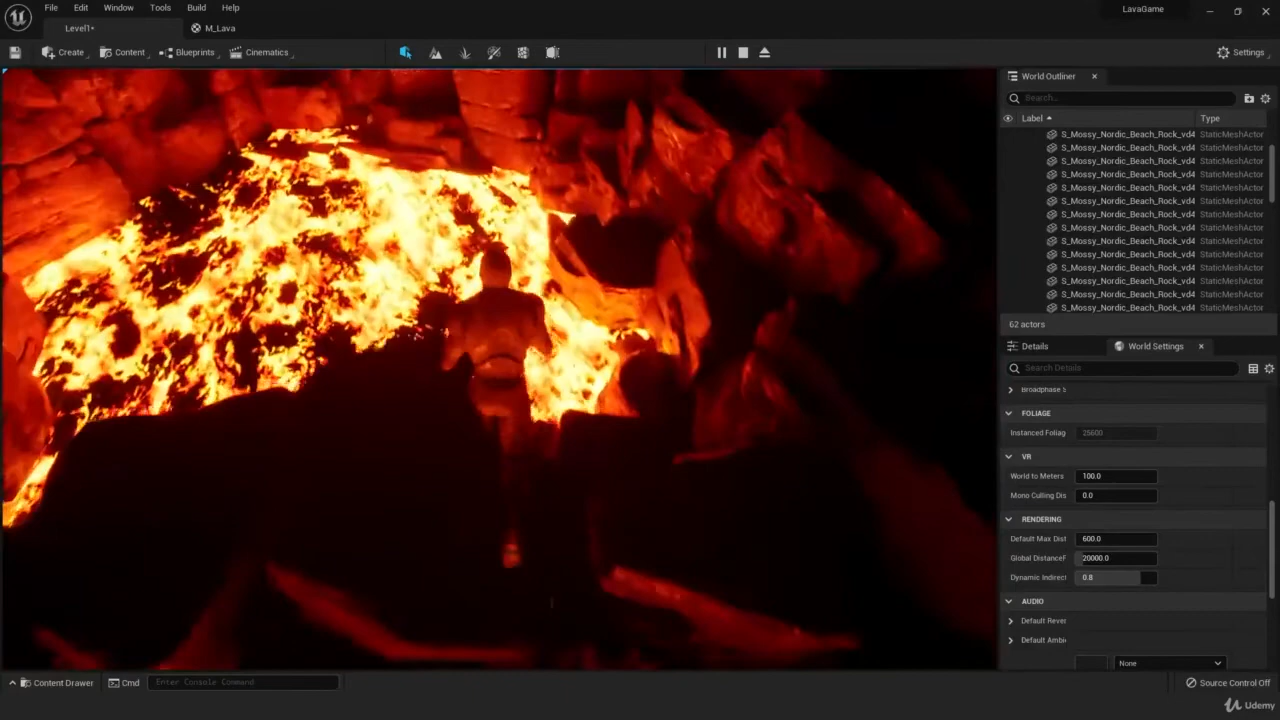 File Edit Window Tools Build Help
LavaGame
Level1*
M_Lava
Create
Content
Blueprints
Cinematics
Settings
World Outliner
Search...
Label
Type
S_Mossy_Nordic_Beach_Rock_vd4 StaticMeshActor
S_Mossy_Nordic_Beach_Rock_vd4 StaticMeshActor
S_Mossy_Nordic_Beach_Rock_vd4 StaticMeshActor
S_Mossy_Nordic_Beach_Rock_vd4 StaticMeshActor
S_Mossy_Nordic_Beach_Rock_vd4 StaticMeshActor
S_Mossy_Nordic_Beach_Rock_vd4 StaticMeshActor
S_Mossy_Nordic_Beach_Rock_vd4 StaticMeshActor
S_Mossy_Nordic_Beach_Rock_vd4 StaticMeshActor
S_Mossy_Nordic_Beach_Rock_vd4 StaticMeshActor
S_Mossy_Nordic_Beach_Rock_vd4 StaticMeshActor
S_Mossy_Nordic_Beach_Rock_vd4 StaticMeshActor
S_Mossy_Nordic_Beach_Rock_vd4 StaticMeshActor
S_Mossy_Nordic_Beach_Rock_vd4 StaticMeshActor
S_Mossy_Nordic_Beach_Rock_vd4 StaticMeshActor
62 actors
Details
World Settings
Search Details
Broadphase S
FOLIAGE
Instanced Foliag 25600
VR
World to Meters 100.0
Mono Culling Dis 0.0
RENDERING
Default Max Dist 600.0
Global DistanceF 20000.0
Dynamic Indirect 0.8
AUDIO
Default Rever
Default Ambi
None
Content Drawer
Cmd
Enter Console Command
Source Control Off
Udemy